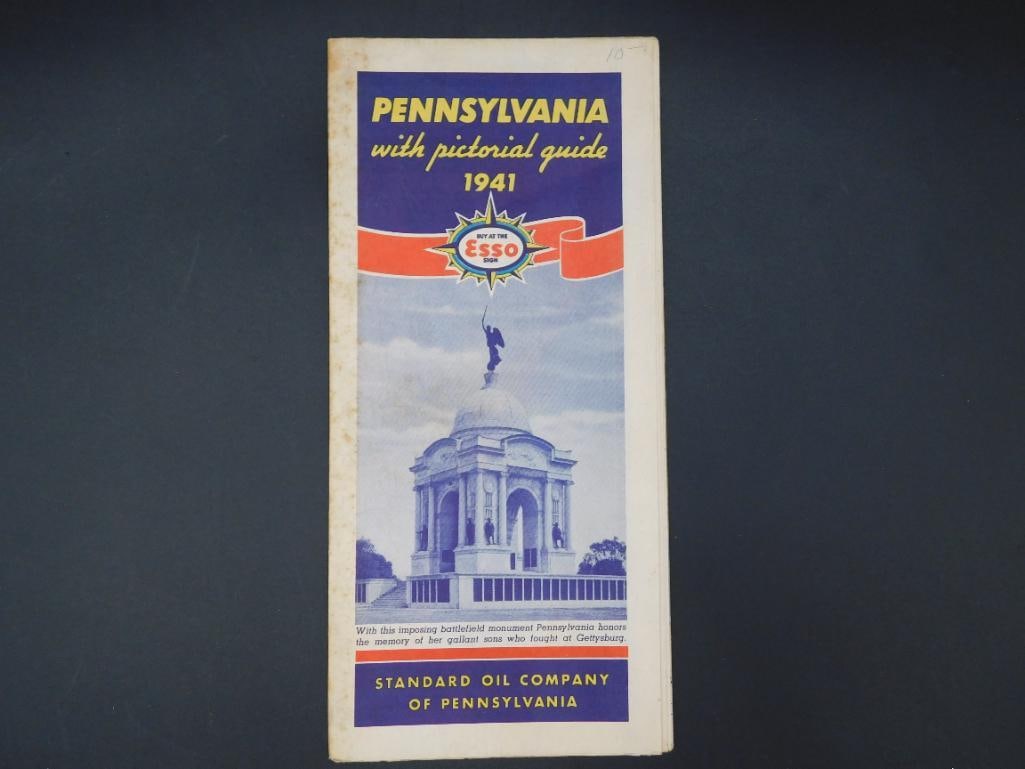 10—
PENNSYLVANIA
with pictorial guide
1941
BUY AT THE
Esso
SIGN
With this imposing battlefield monument Pennsylvania honors
the memory of her gallant sons who fought at Gettysburg.
STANDARD OIL COMPANY
OF PENNSYLVANIA